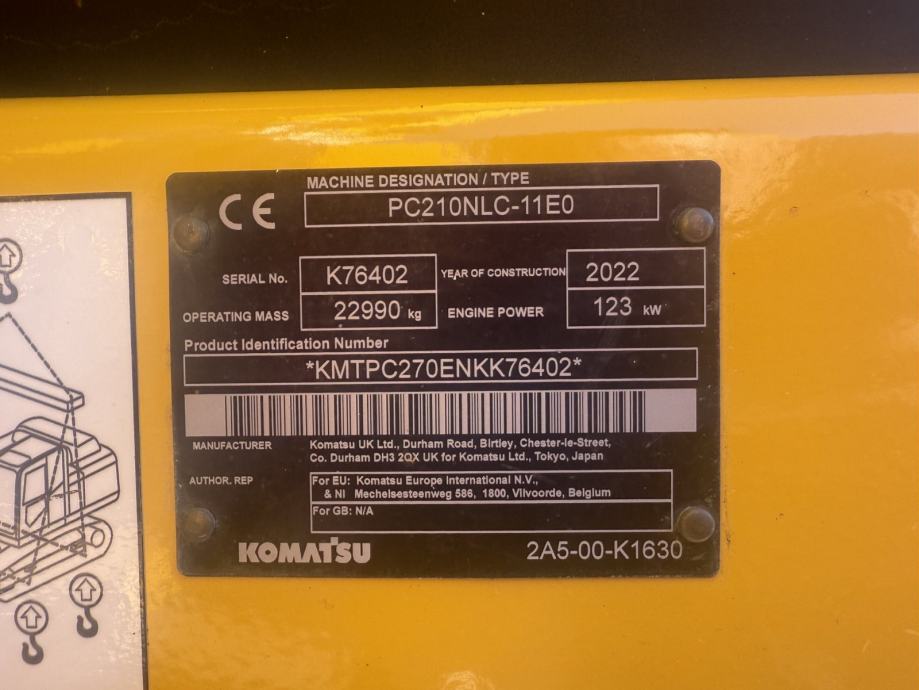 CE
MACHINE DESIGNATION / TYPE
PC210NLC-11E0
SERIAL No. K76402 YEAR OF CONSTRUCTION 2022
OPERATING MASS 22990 kg ENGINE POWER 123 kW
Product Identification Number
*KMTPC270ENKK76402*
MANUFACTURER Komatsu UK Ltd., Durham Road, Birtley, Chester-le-Street,
Co. Durham DH3 2QX UK for Komatsu Ltd., Tokyo, Japan
AUTHOR. REP For EU: Komatsu Europe International N.V.,
& NI Mechelsesteenweg 586, 1800, Vilvoorde, Belgium
For GB: N/A
KOMATSU 2A5-00-K1630